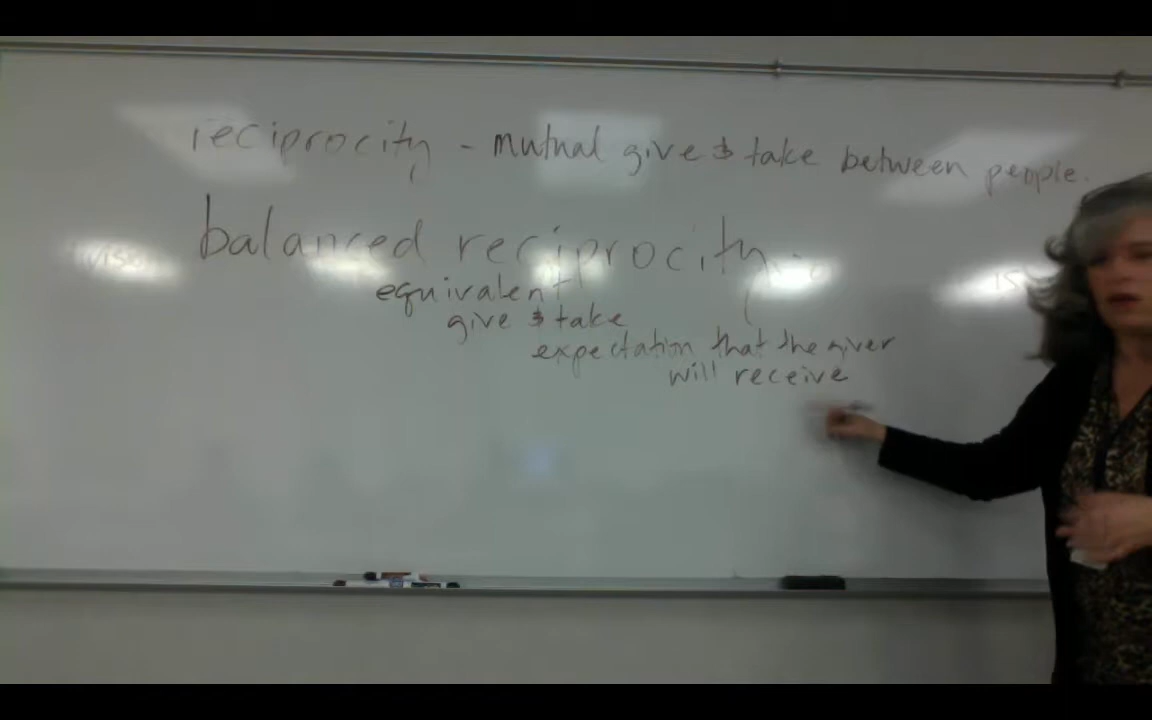 reciprocity - mutual give & take between people.
balanced reciprocity -
equivalent
give & take
expectation that the giver
will receive